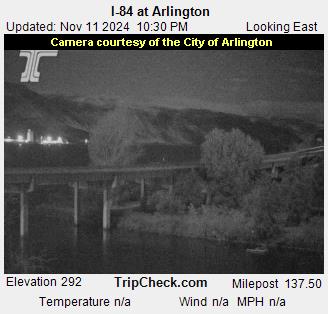 I-84 at Arlington
Updated: Nov 11 2024 10:30 PM Looking East
Camera courtesy of the City of Arlington
Elevation 292 TripCheck.com Milepost 137.50
Temperature n/a Wind n/a MPH n/a